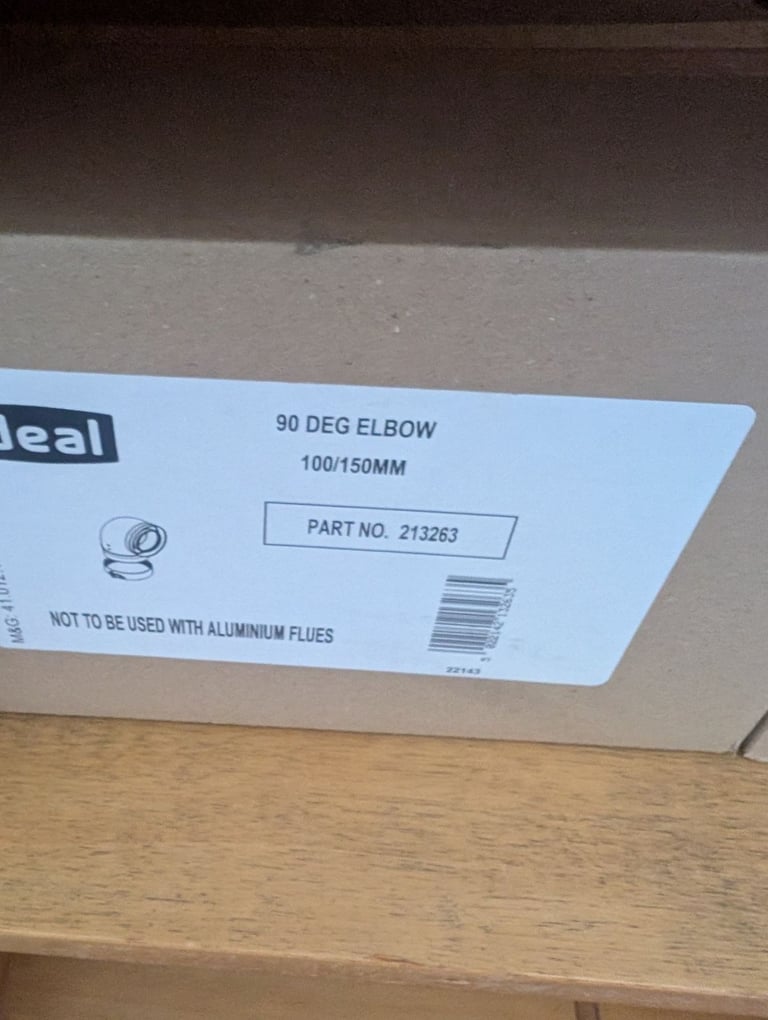 deal
90 DEG ELBOW
100/150MM
PART NO. 213263
NOT TO BE USED WITH ALUMINIUM FLUES
22143